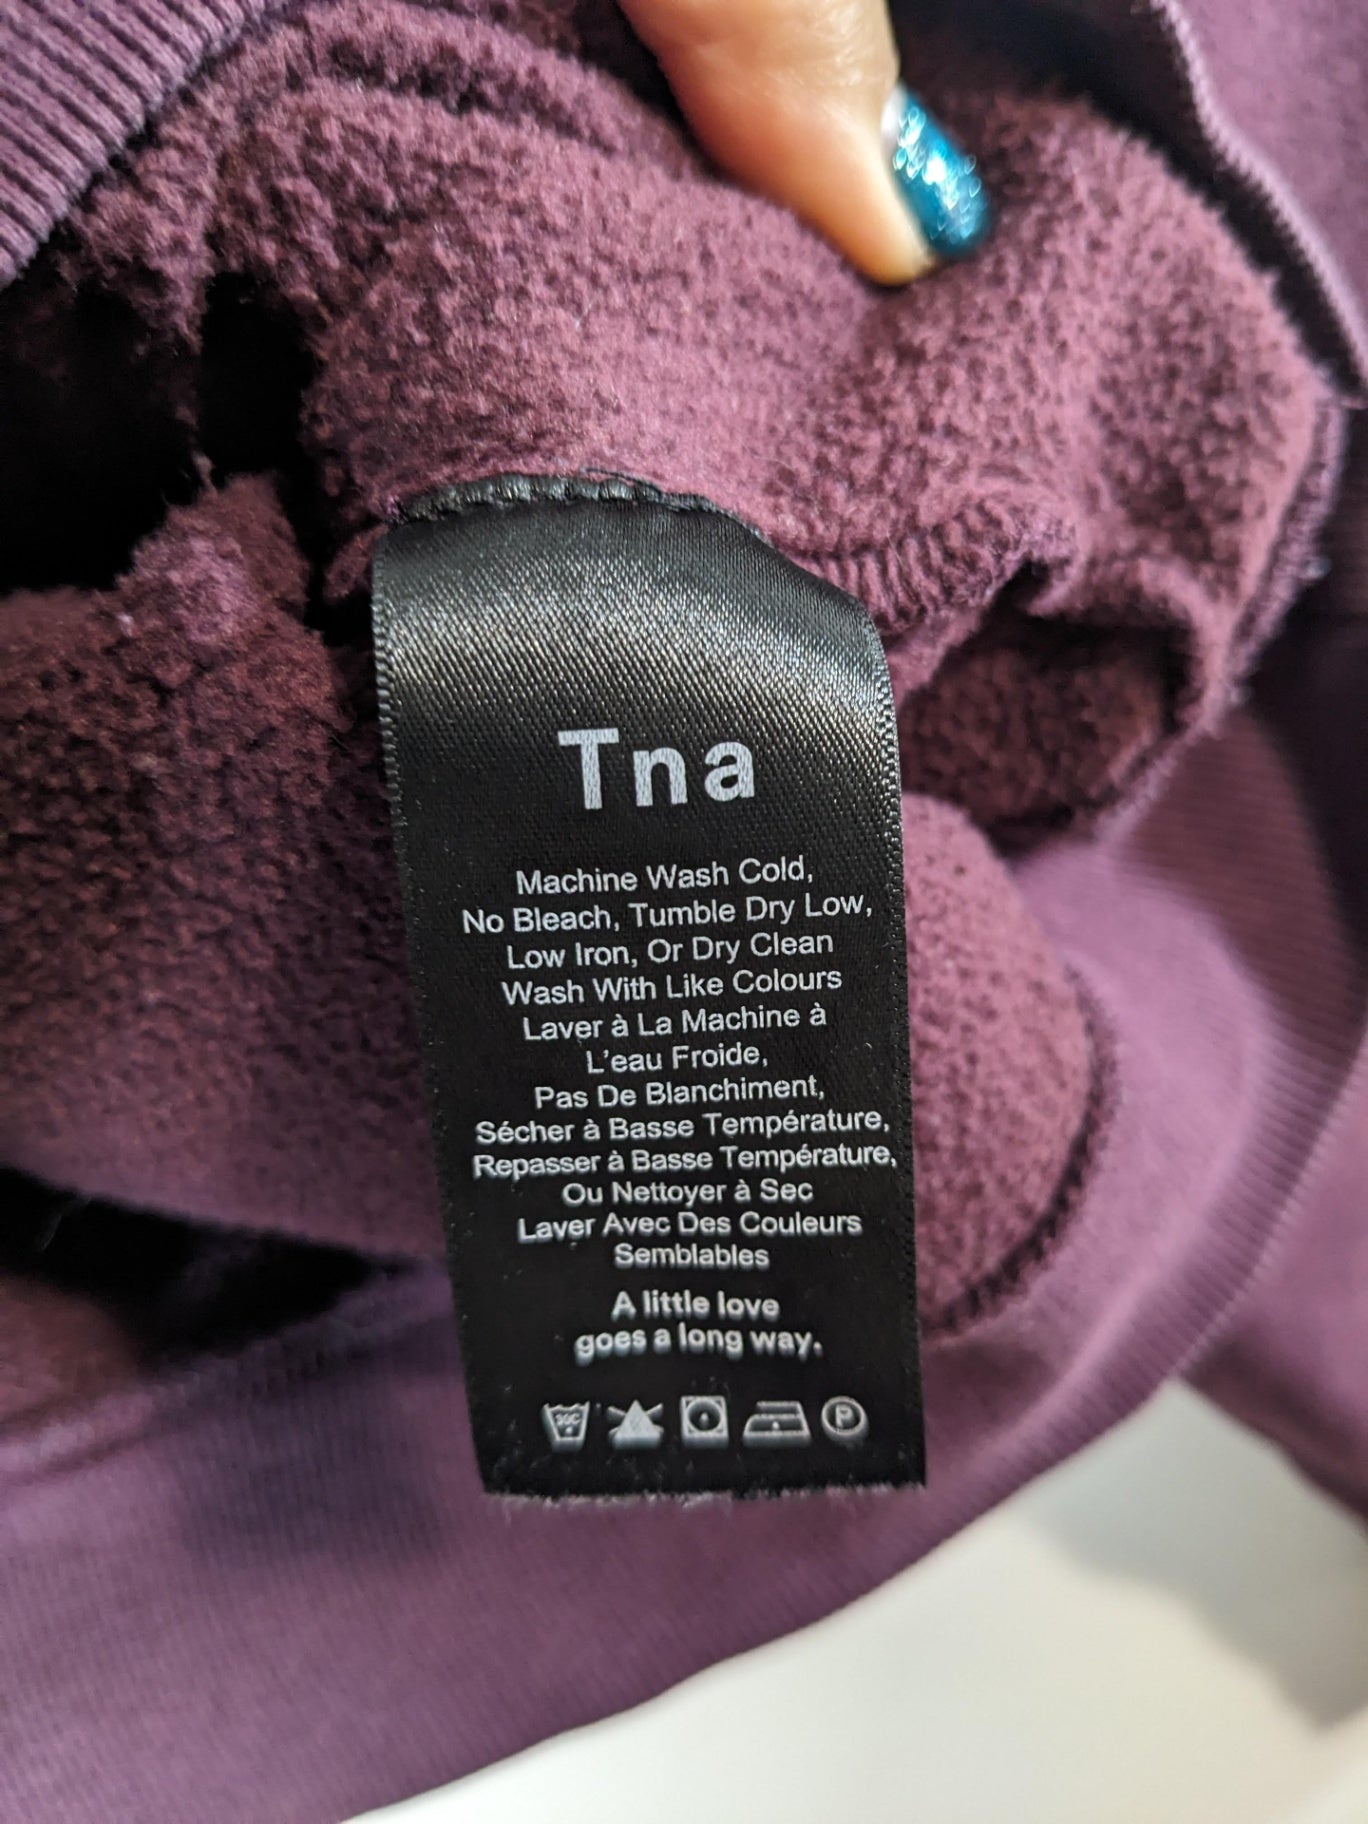 Tna
Machine Wash Cold,
No Bleach, Tumble Dry Low,
Low Iron, Or Dry Clean
Wash With Like Colours
Laver à La Machine à
L'eau Froide,
Pas De Blanchiment,
Sécher à Basse Température,
Repasser à Basse Température,
Ou Nettoyer à Sec
Laver Avec Des Couleurs
Semblables
A little love
goes a long way.
30C P